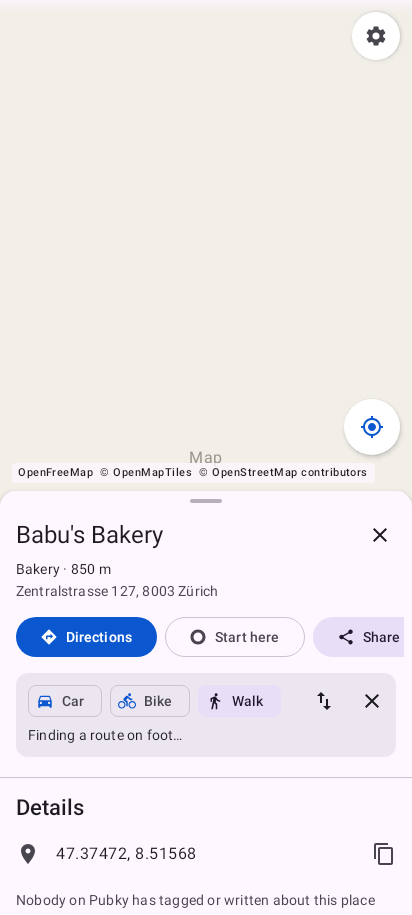 Map
OpenFreeMap © OpenMapTiles © OpenStreetMap contributors
Babu's Bakery
Bakery · 850 m
Zentralstrasse 127, 8003 Zürich
Directions
Start here
Share
Car
Bike
Walk
Finding a route on foot…
Details
47.37472, 8.51568
Nobody on Pubky has tagged or written about this place